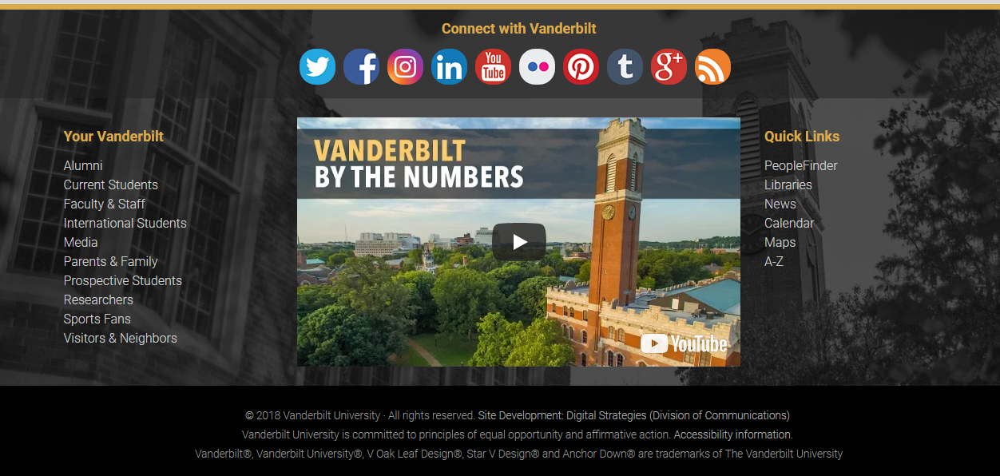 Connect with Vanderbilt
You
Tube
in
t
g+
Your Vanderbilt
Alumni
Current Students
Faculty & Staff
International Students
Media
Parents & Family
Prospective Students
Researchers
Sports Fans
Visitors & Neighbors
VANDERBILT
BY THE NUMBERS
YouTube
Quick Links
PeopleFinder
Libraries
News
Calendar
Maps
A-Z
© 2018 Vanderbilt University · All rights reserved. Site Development: Digital Strategies (Division of Communications)
Vanderbilt University is committed to principles of equal opportunity and affirmative action. Accessibility information.
Vanderbilt®, Vanderbilt University®, V Oak Leaf Design®, Star V Design® and Anchor Down® are trademarks of The Vanderbilt University